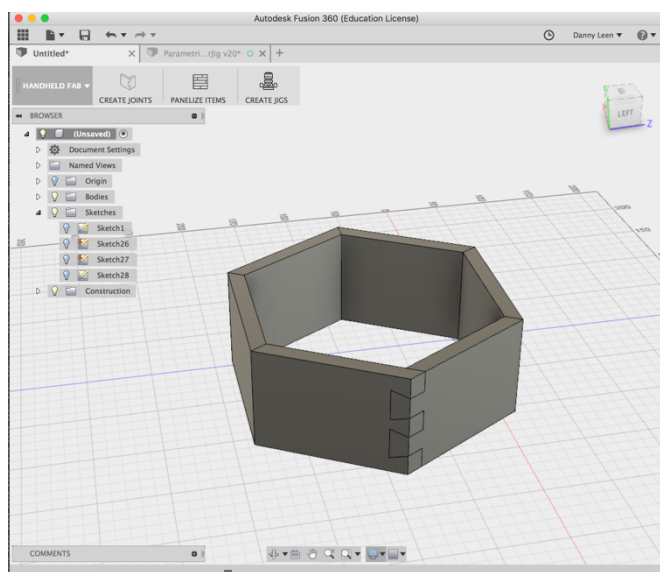 Autodesk Fusion 360 (Education License)
Danny Leen
Untitled*
Parametri...rJig v20*
HANDHELD FAB
CREATE JOINTS
PANELIZE ITEMS
CREATE JIGS
BROWSER
(Unsaved)
Document Settings
Named Views
Origin
Bodies
Sketches
Sketch1
Sketch26
Sketch27
Sketch28
Construction
LEFT
Z
COMMENTS